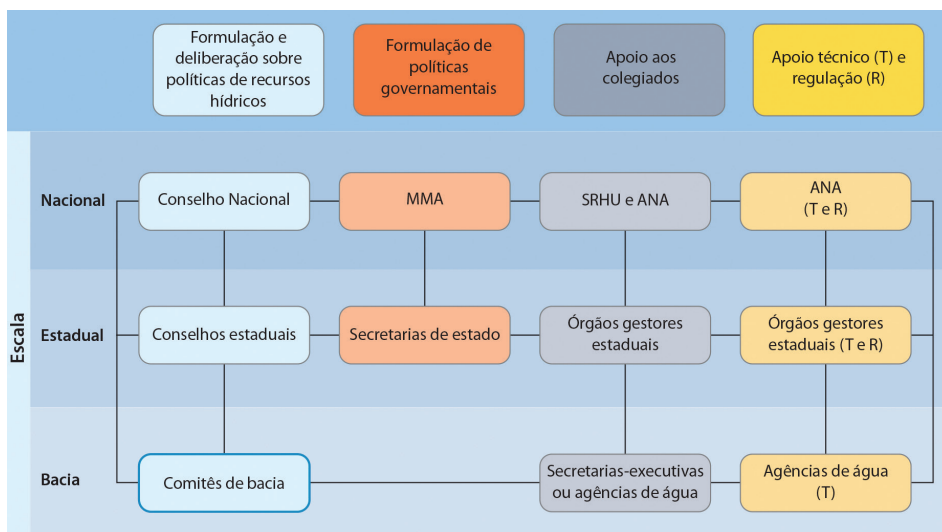 Formulação e
deliberação sobre
políticas de recursos
hídricos
Formulação de
políticas
governamentais
Apoio aos
colegiados
Apoio técnico (T) e
regulação (R)
Escala
Nacional
Conselho Nacional
MMA
SRHU e ANA
ANA
(T e R)
Estadual
Conselhos estaduais
Secretarias de estado
Órgãos gestores
estaduais
Órgãos gestores
estaduais (T e R)
Bacia
Comitês de bacia
Secretarias-executivas
ou agências de água
Agências de água
(T)